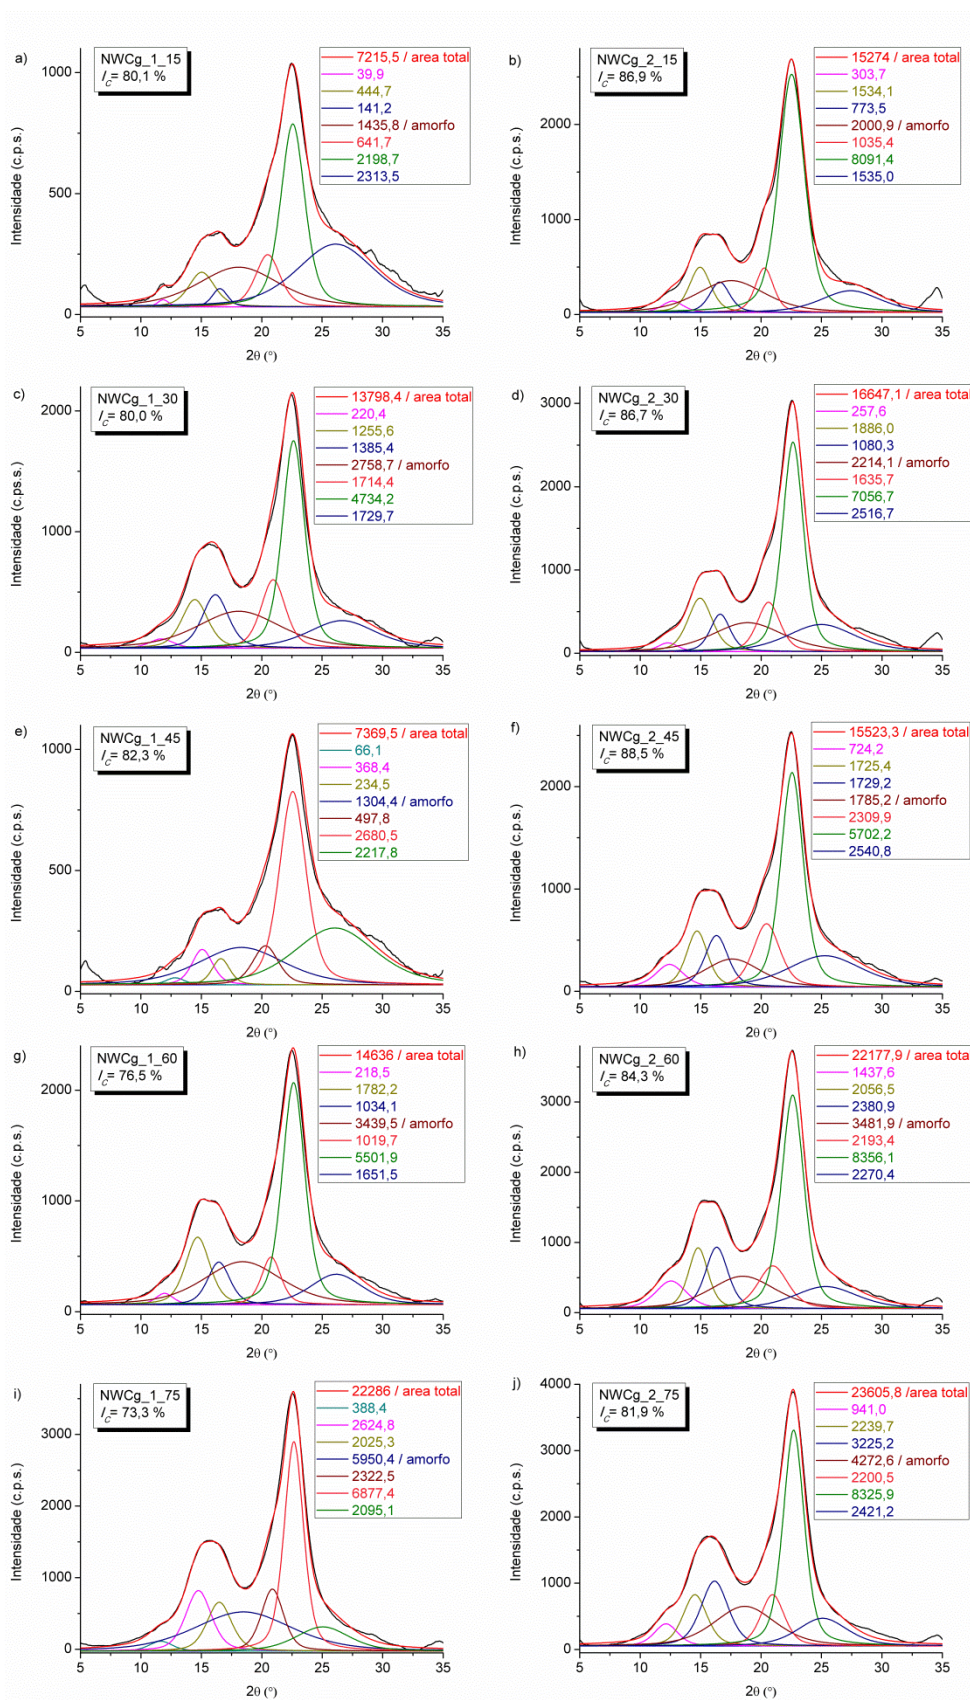 a)
NWCg_1_15
Ic= 80,1 %
7215,5 / area total
39,9
444,7
141,2
1435,8 / amorfo
641,7
2198,7
2313,5
Intensidade (c.p.s.)
1000
500
0
5 10 15 20 25 30 35
2θ (°)
b)
NWCg_2_15
Ic= 86,9 %
15274 / area total
303,7
1534,1
773,5
2000,9 / amorfo
1035,4
8091,4
1535,0
Intensidade (c.p.s.)
2000
1000
0
5 10 15 20 25 30 35
2θ (°)
c)
NWCg_1_30
Ic= 80,0 %
13798,4 / area total
220,4
1255,6
1385,4
2758,7 / amorfo
1714,4
4734,2
1729,7
Intensidade (c.ps.s.)
2000
1000
0
5 10 15 20 25 30 35
2θ (°)
d)
NWCg_2_30
Ic= 86,7 %
16647,1 / area total
257,6
1886,0
1080,3
2214,1 / amorfo
1635,7
7056,7
2516,7
Intensidade (c.p.s.)
3000
2000
1000
0
5 10 15 20 25 30 35
2θ (°)
e)
NWCg_1_45
Ic= 82,3 %
7369,5 / area total
66,1
368,4
234,5
1304,4 / amorfo
497,8
2680,5
2217,8
Intensidade (c.p.s.)
1000
500
0
5 10 15 20 25 30 35
2θ (°)
f)
NWCg_2_45
Ic= 88,5 %
15523,3 / area total
724,2
1725,4
1729,2
1785,2 / amorfo
2309,9
5702,2
2540,8
Intensidade (c.p.s.)
2000
1000
0
5 10 15 20 25 30 35
2θ (°)
g)
NWCg_1_60
Ic= 76,5 %
14636 / area total
218,5
1782,2
1034,1
3439,5 / amorfo
1019,7
5501,9
1651,5
Intensidade (c.p.s.)
2000
1000
0
5 10 15 20 25 30 35
2θ (°)
h)
NWCg_2_60
Ic= 84,3 %
22177,9 / area total
1437,6
2056,5
2380,9
3481,9 / amorfo
2193,4
8356,1
2270,4
Intensidade (c.p.s.)
3000
2000
1000
0
5 10 15 20 25 30 35
2θ (°)
i)
NWCg_1_75
Ic= 73,3 %
22286 / area total
388,4
2624,8
2025,3
5950,4 / amorfo
2322,5
6877,4
2095,1
Intensidade (c.p.s.)
3000
2000
1000
0
5 10 15 20 25 30 35
2θ (°)
j)
NWCg_2_75
Ic= 81,9 %
23605,8 /area total
941,0
2239,7
3225,2
4272,6 / amorfo
2200,5
8325,9
2421,2
Intensidade (c.p.s.)
4000
3000
2000
1000
0
5 10 15 20 25 30 35
2θ (°)